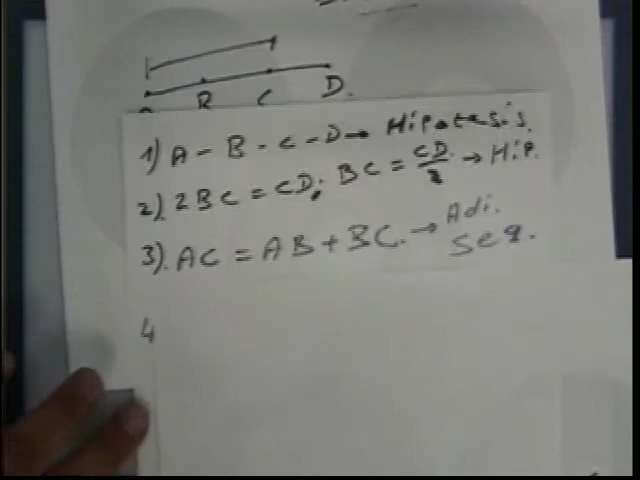 B C D.
1) A - B - C - D → Hipotesis.
2) 2BC = CD; BC = CD/2 → Hip.
3). AC = AB + BC. → Adi. Seg.
4